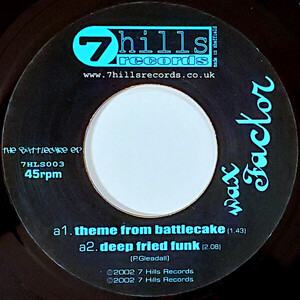 7 hills
records
made in sheffield
www.7hillsrecords.co.uk
the battlecake ep
7HLS003
45rpm
wax
factor
a1. theme from battlecake (1.43)
a2. deep fried funk (2.08)
(P.Gleadall)
©2002 7 Hills Records
℗2002 7 Hills Records